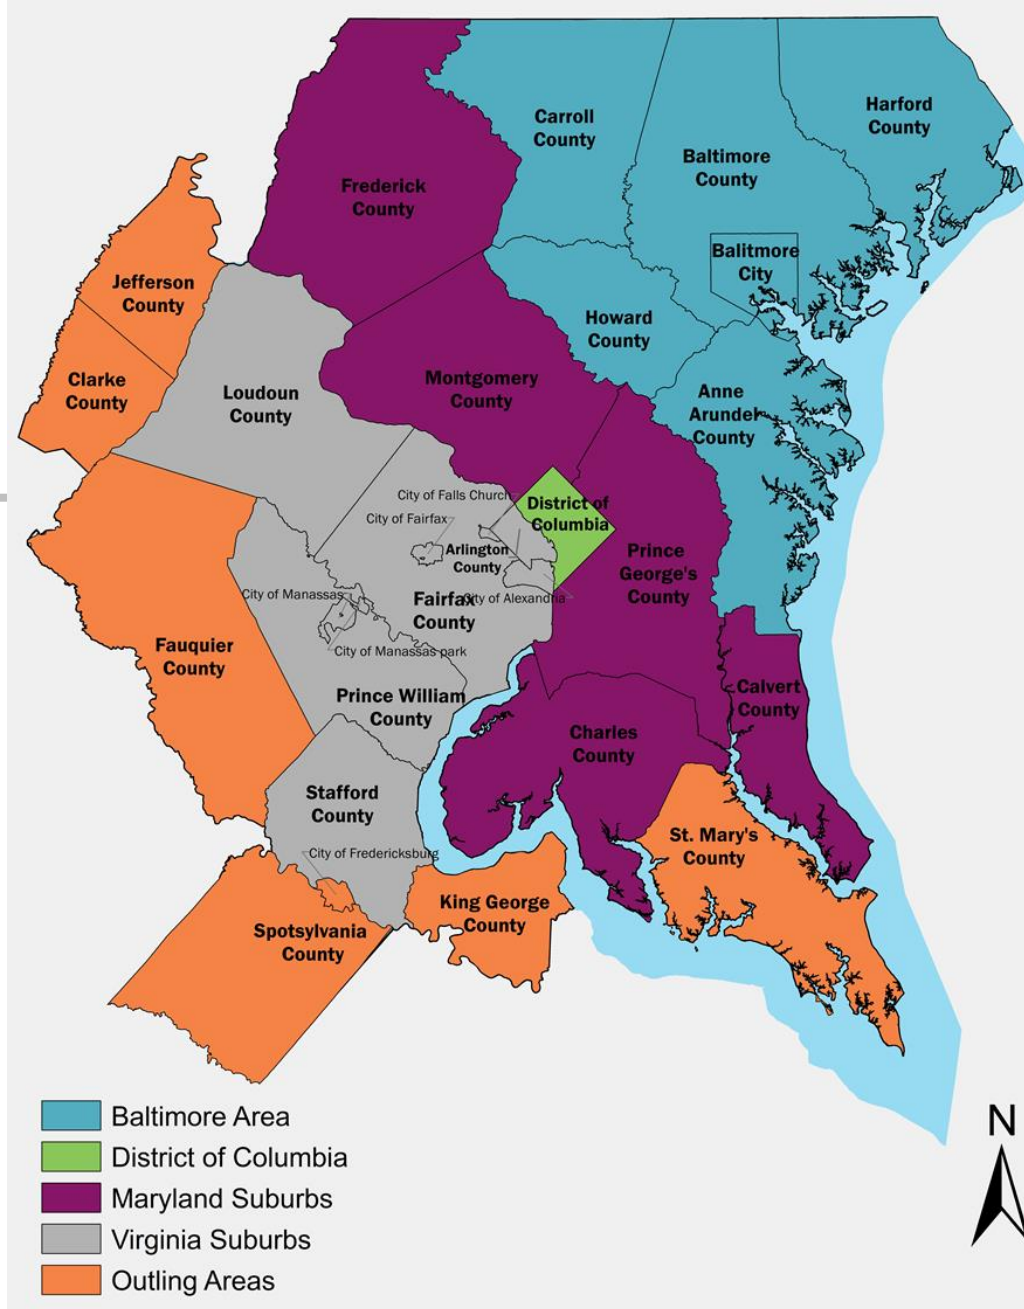 Carroll
County
Harford
County
Baltimore
County
Frederick
County
Balitmore
City
Jefferson
County
Howard
County
Clarke
County
Loudoun
County
Montgomery
County
Anne
Arundel
County
City of Falls Church
District of
Columbia
City of Fairfax
Arlington
County
Prince
George's
County
City of Manassas
Fairfax
County
City of Alexandria
Fauquier
County
City of Manassas park
Prince William
County
Calvert
County
Charles
County
Stafford
County
St. Mary's
County
City of Fredericksburg
King George
County
Spotsylvania
County
Baltimore Area
District of Columbia
Maryland Suburbs
Virginia Suburbs
Outling Areas
N